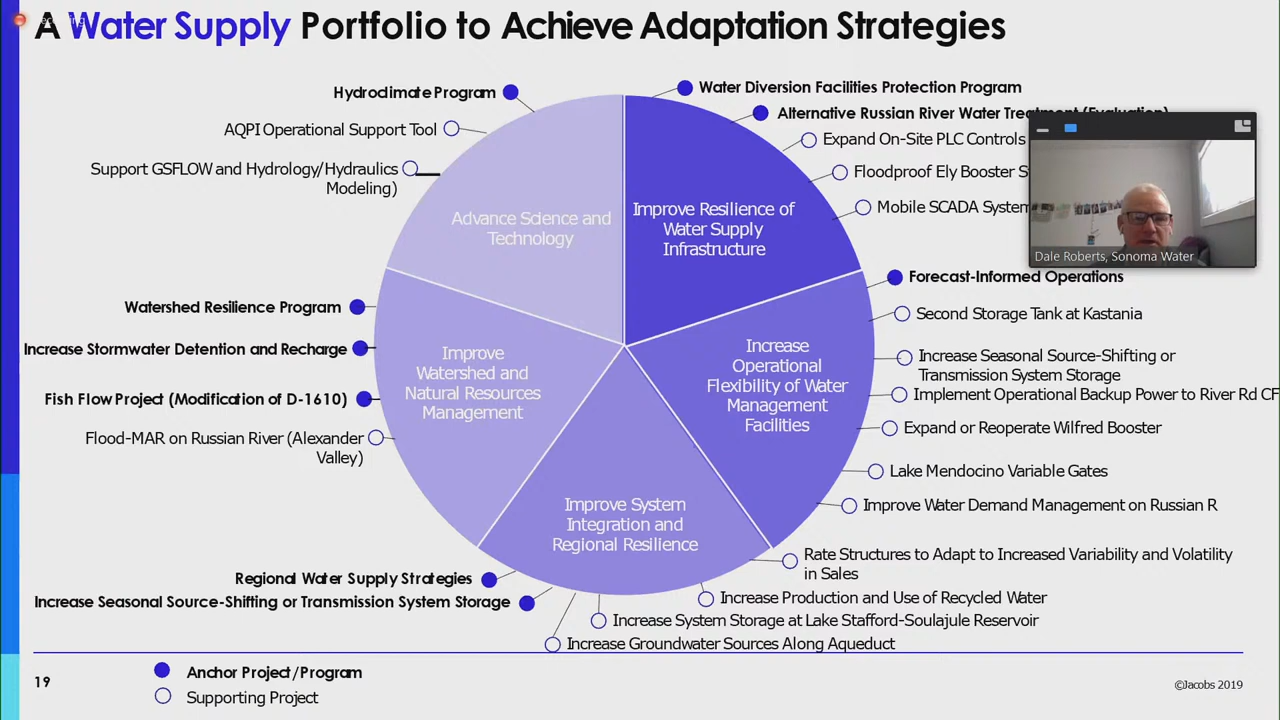 A Water Supply Portfolio to Achieve Adaptation Strategies
Hydroclimate Program
AQPI Operational Support Tool
Support GSFLOW and Hydrology/Hydraulics
Modeling)
Water Diversion Facilities Protection Program
Alternative Russian River Water Treatment (Evaluation)
Expand On-Site PLC Controls
Floodproof Ely Booster
Mobile SCADA System
Dale Roberts, Sonoma Water
Advance Science and
Technology
Improve Resilience of
Water Supply
Infrastructure
Watershed Resilience Program
Increase Stormwater Detention and Recharge
Fish Flow Project (Modification of D-1610)
Flood-MAR on Russian River (Alexander
Valley)
Improve
Watershed and
Natural Resources
Management
Increase
Operational
Flexibility of Water
Management
Facilities
Forecast-Informed Operations
Second Storage Tank at Kastania
Increase Seasonal Source-Shifting or
Transmission System Storage
Implement Operational Backup Power to River Rd CF
Expand or Reoperate Wilfred Booster
Lake Mendocino Variable Gates
Improve Water Demand Management on Russian R
Improve System
Integration and
Regional Resilience
Rate Structures to Adapt to Increased Variability and Volatility
in Sales
Regional Water Supply Strategies
Increase Seasonal Source-Shifting or Transmission System Storage
Increase Production and Use of Recycled Water
Increase System Storage at Lake Stafford-Soulajule Reservoir
Increase Groundwater Sources Along Aqueduct
19
Anchor Project/Program
Supporting Project
©Jacobs 2019